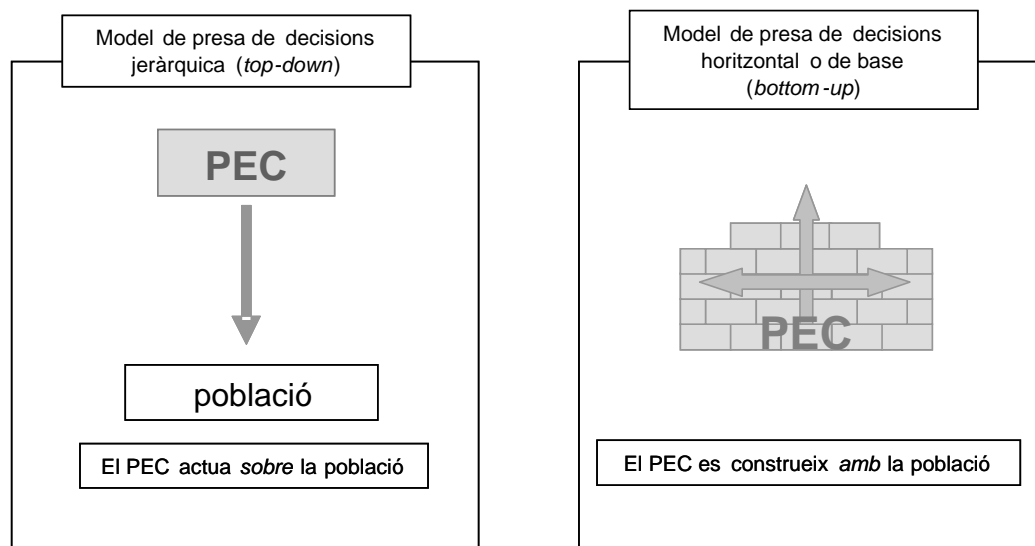 Model de presa de decisions
jeràrquica (top-down)
PEC
població
El PEC actua sobre la població
Model de presa de decisions
horitzontal o de base
(bottom-up)
PEC
El PEC es construeix amb la població